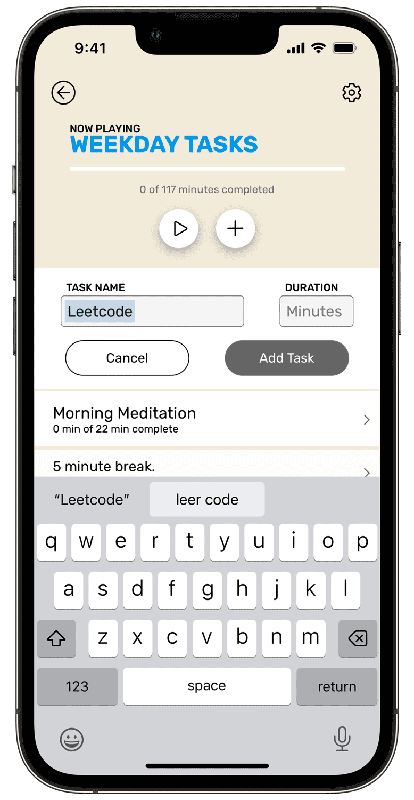 9:41
NOW PLAYING
WEEKDAY TASKS
0 of 117 minutes completed
TASK NAME
DURATION
Leetcode
Minutes
Cancel
Add Task
Morning Meditation
0 min of 22 min complete
5 minute break.
“Leetcode”
leer code
q w e r t y u i o p
a s d f g h j k l
z x c v b n m
123
space
return